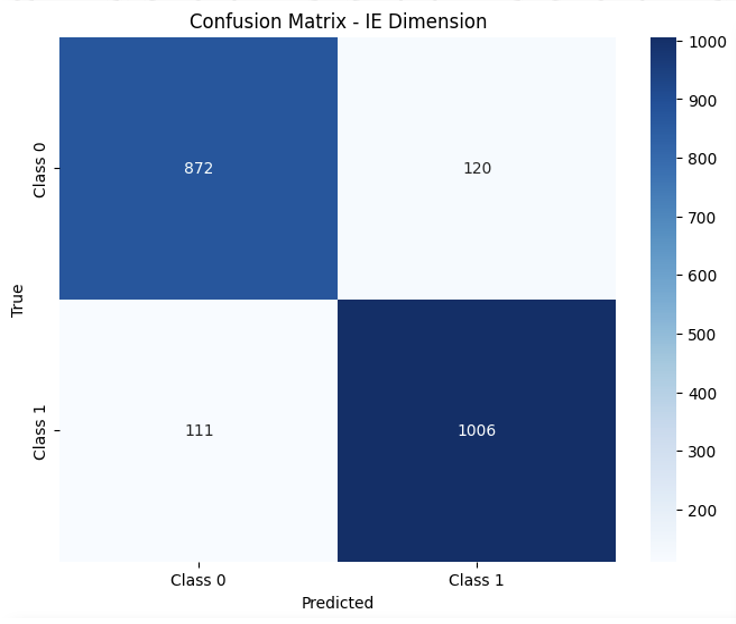 Confusion Matrix - IE Dimension
Class 0
872
120
Class 1
111
1006
True
Class 0
Class 1
Predicted
1000
900
800
700
600
500
400
300
200